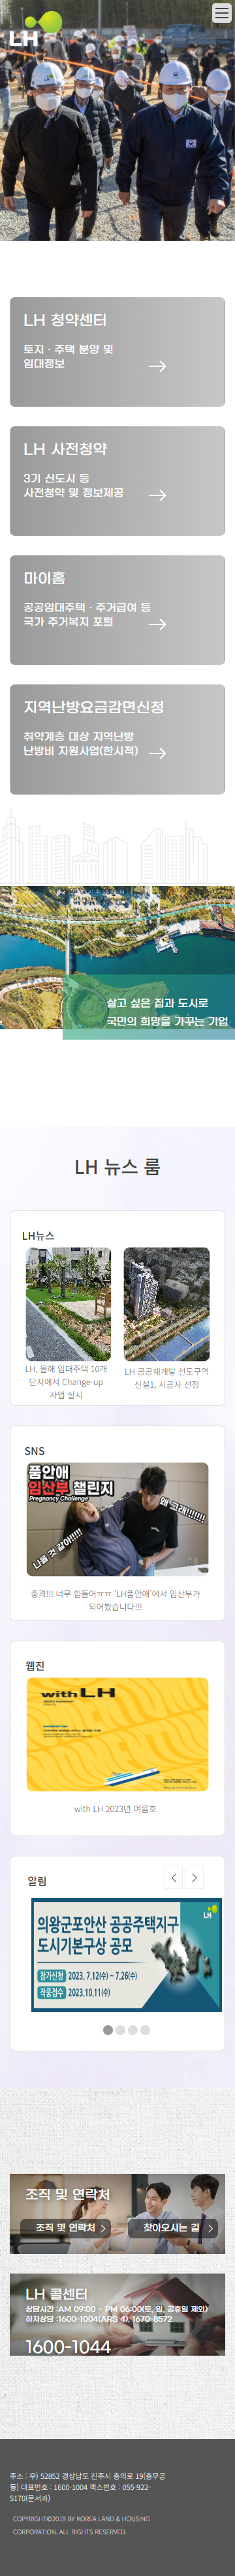 LH
LH 청약센터
토지 · 주택 분양 및
임대정보
LH 사전청약
3기 신도시 등
사전청약 및 정보제공
마이홈
공공임대주택 · 주거급여 등
국가 주거복지 포털
지역난방요금감면신청
취약계층 대상 지역난방
난방비 지원사업(한시적)
살고 싶은 집과 도시로
국민의 희망을 가꾸는 기업
LH 뉴스 룸
LH뉴스
LH, 올해 임대주택 10개
단시에서 Change-up
사업 실시
LH 공공재개발 선도구역
신설1, 시공사 선정
SNS
품안애
임산부 챌린지
Pregnancy Challenge
왜 그래!!!!!!
나올 것 같아!!!!!
충격!!! 너무 힘들어ㅠㅠ 'LH품안애'에서 임산부가
되어봤습니다!!!
웹진
with LH
with LH 2023년 여름호
알림
LH
의왕군포안산 공공주택지구
도시기본구상 공모
참가신청 2023, 7,12(수) ~ 7,26(수)
작품접수 2023,10,11(수)
조직 및 연락처
조직 및 연락처
찾아오시는 길
LH 콜센터
상담시간 :AM 09:00 ~ PM 06:00(토, 일, 공휴일 제외)
하자상담 :1600-1004(ARS 4), 1670-8572
1600-1044
주소 : 우) 52852 경상남도 진주시 충의로 19(충무공
동) 대표번호 : 1600-1004 팩스번호 : 055-922-
5170(문서과)
COPYRIGHT©2019 BY KOREA LAND & HOUSING
CORPORATION. ALL RIGHTS RESERVED.